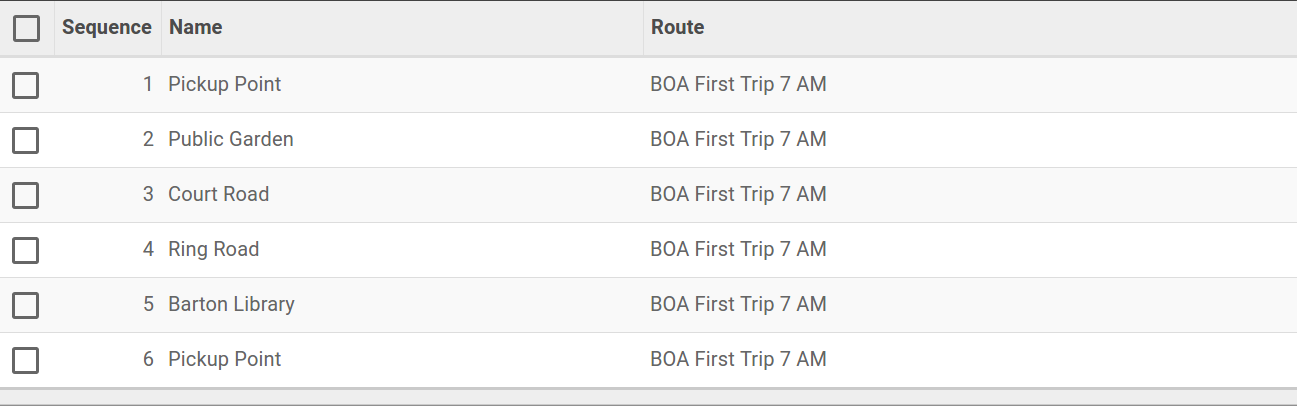 Sequence Name Route
1 Pickup Point BOA First Trip 7 AM
2 Public Garden BOA First Trip 7 AM
3 Court Road BOA First Trip 7 AM
4 Ring Road BOA First Trip 7 AM
5 Barton Library BOA First Trip 7 AM
6 Pickup Point BOA First Trip 7 AM